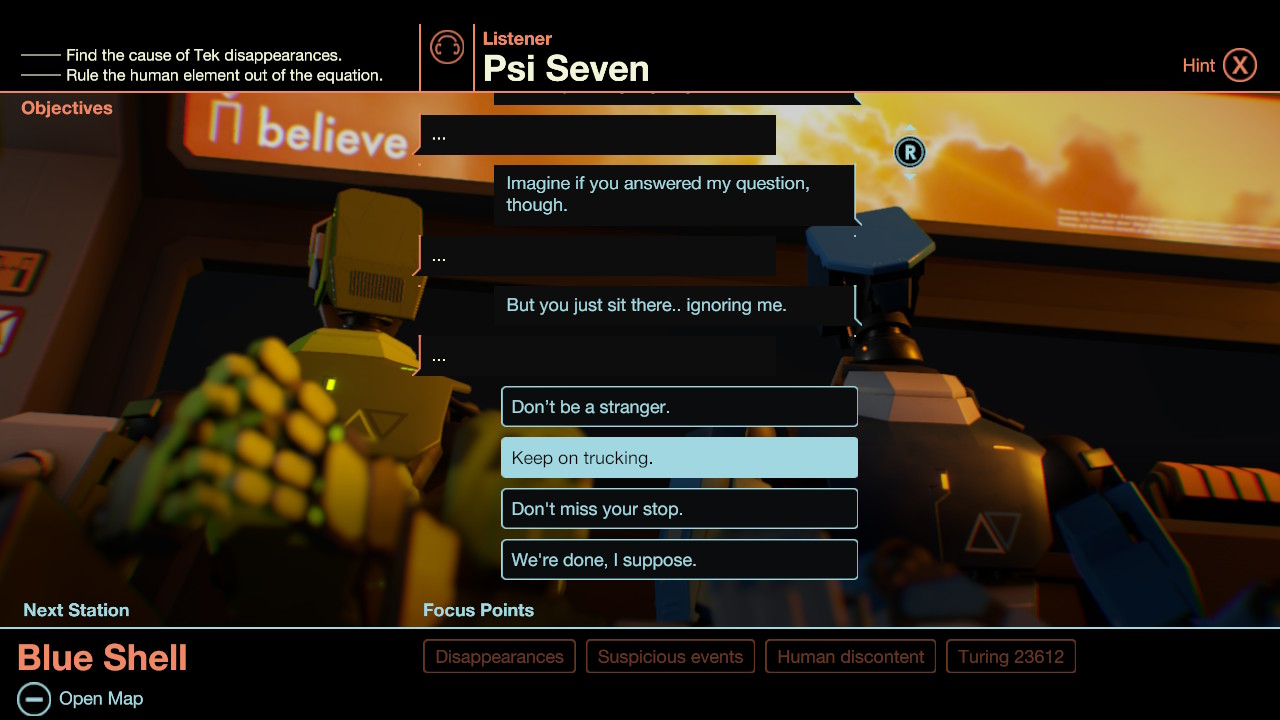 Find the cause of Tek disappearances.
Rule the human element out of the equation.
Objectives
Listener
Psi Seven
Hint X
believe
R
...
Imagine if you answered my question,
though.
...
But you just sit there.. ignoring me.
...
Don't be a stranger.
Keep on trucking.
Don't miss your stop.
We're done, I suppose.
Next Station
Blue Shell
Open Map
Focus Points
Disappearances
Suspicious events
Human discontent
Turing 23612